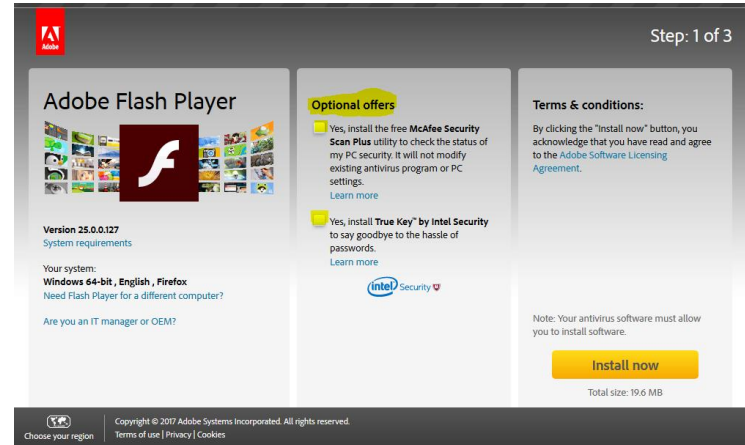 Adobe
Step: 1 of 3
Adobe Flash Player
Version 25.0.0.127
System requirements
Your system:
Windows 64-bit , English , Firefox
Need Flash Player for a different computer?
Are you an IT manager or OEM?
Optional offers
Yes, install the free McAfee Security
Scan Plus utility to check the status of
my PC security. It will not modify
existing antivirus program or PC
settings.
Learn more
Yes, install True Key™ by Intel Security
to say goodbye to the hassle of
passwords.
Learn more
intel Security
Terms & conditions:
By clicking the "Install now" button, you
acknowledge that you have read and agree
to the Adobe Software Licensing
Agreement.
Note: Your antivirus software must allow
you to install software.
Install now
Total size: 19.6 MB
Choose your region
Copyright © 2017 Adobe Systems Incorporated. All rights reserved.
Terms of use | Privacy | Cookies